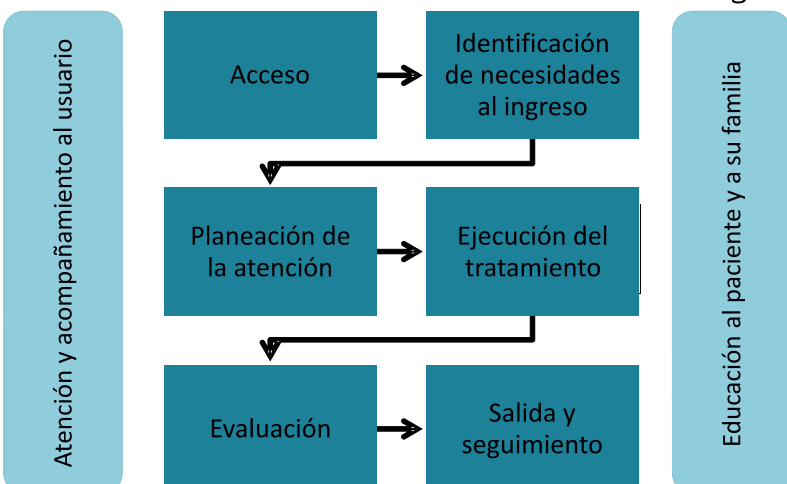 Atención y acompañamiento al usuario
Acceso
Identificación
de necesidades
al ingreso
Planeación de
la atención
Ejecución del
tratamiento
Evaluación
Salida y
seguimiento
Educación al paciente y a su familia